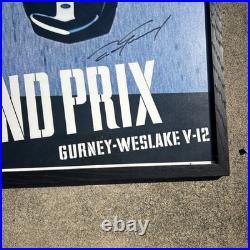 ND PRIX
GURNEY-WESLAKE V-12